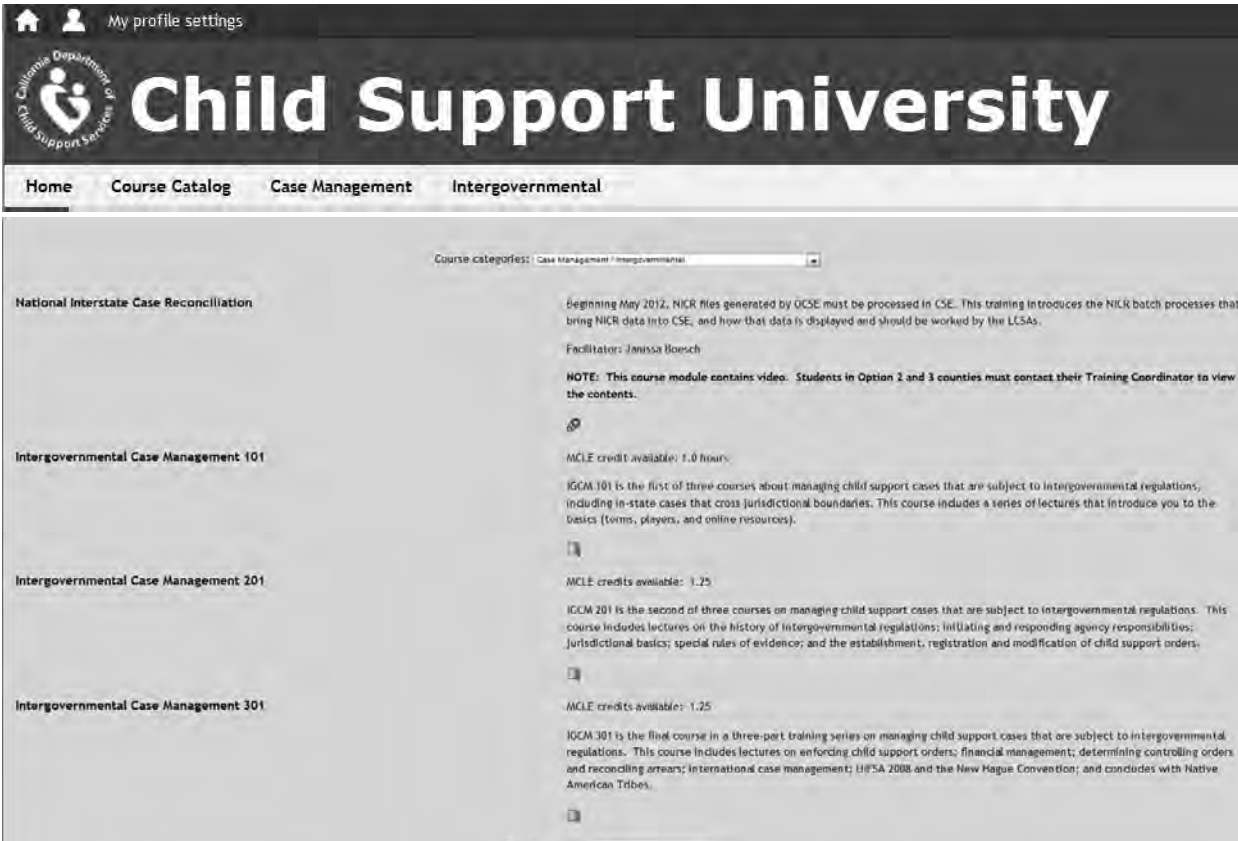 My profile settings
California Department of
Child Support Services
Child Support University
Home Course Catalog Case Management Intergovernmental
Course categories: Case Management / Intergovernmental
National Interstate Case Reconciliation
Beginning May 2012, NICR files generated by OCSE must be processed in CSE. This training introduces the NICR batch processes that
bring NICR data into CSE, and how that data is displayed and should be worked by the LCSAs.
Facilitator: Janissa Boesch
NOTE: This course module contains video. Students in Option 2 and 3 counties must contact their Training Coordinator to view
the contents.
Intergovernmental Case Management 101
MCLE credit available: 1.0 hours
IGCM 101 is the first of three courses about managing child support cases that are subject to intergovernmental regulations,
including in-state cases that cross jurisdictional boundaries. This course includes a series of lectures that introduce you to the
basics (terms, players, and online resources).
Intergovernmental Case Management 201
MCLE credits available: 1.25
IGCM 201 is the second of three courses on managing child support cases that are subject to intergovernmental regulations. This
course includes lectures on the history of intergovernmental regulations; initiating and responding agency responsibilities;
jurisdictional basics; special rules of evidence; and the establishment, registration and modification of child support orders.
Intergovernmental Case Management 301
MCLE credits available: 1.25
IGCM 301 is the final course in a three-part training series on managing child support cases that are subject to intergovernmental
regulations. This course includes lectures on enforcing child support orders; financial management; determining controlling orders
and reconciling arrears; international case management; UIFSA 2008 and the New Hague Convention; and concludes with Native
American Tribes.